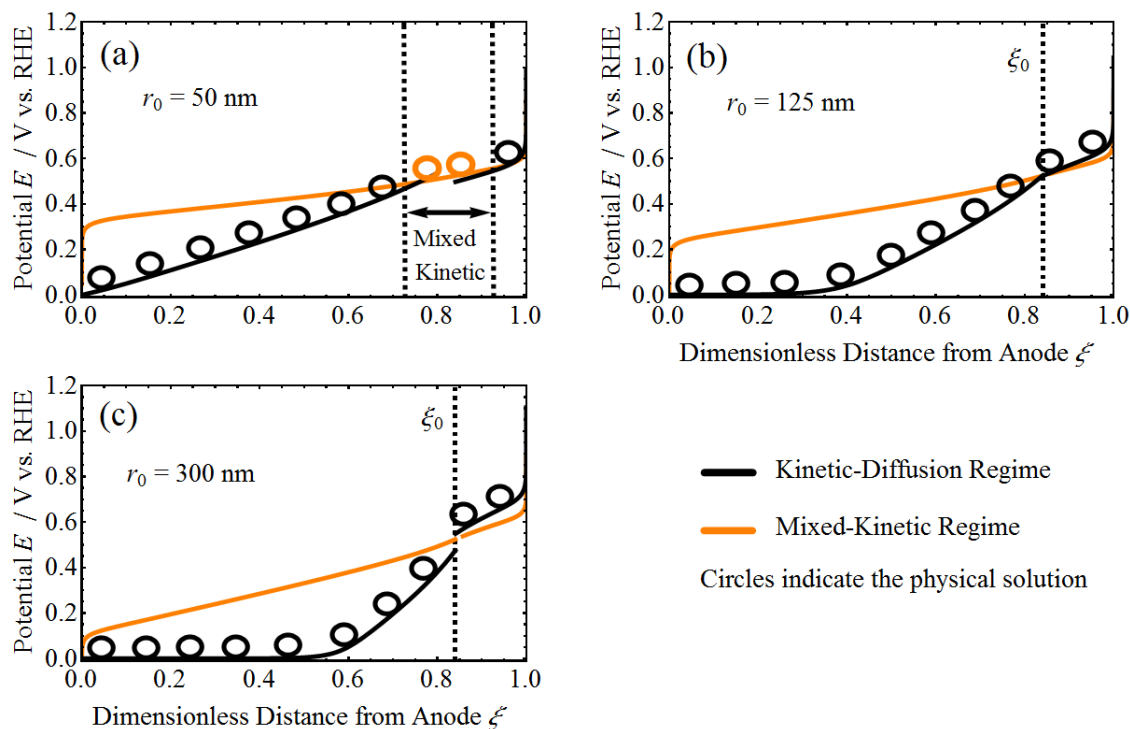 (a)
r0 = 50 nm
Mixed
Kinetic
Potential E / V vs. RHE
1.2
1.0
0.8
0.6
0.4
0.2
0.0
0.0 0.2 0.4 0.6 0.8 1.0
(b)
ξ0
r0 = 125 nm
Potential E / V vs. RHE
1.2
1.0
0.8
0.6
0.4
0.2
0.0
0.0 0.2 0.4 0.6 0.8 1.0
Dimensionless Distance from Anode ξ
(c)
ξ0
r0 = 300 nm
Potential E / V vs. RHE
1.2
1.0
0.8
0.6
0.4
0.2
0.0
0.0 0.2 0.4 0.6 0.8 1.0
Dimensionless Distance from Anode ξ
Kinetic-Diffusion Regime
Mixed-Kinetic Regime
Circles indicate the physical solution